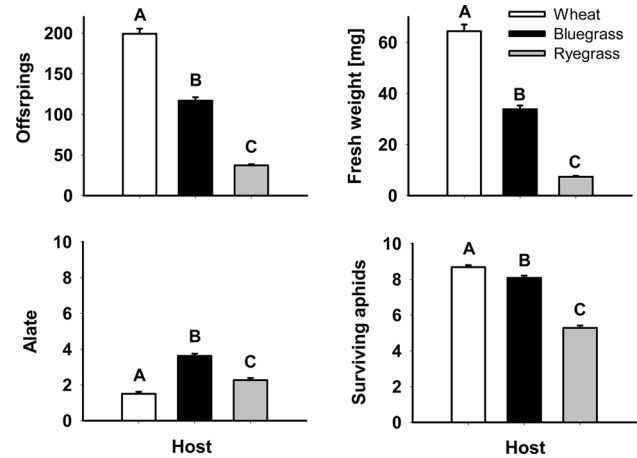 Wheat
Bluegrass
Ryegrass
Offsrpings
200
150
100
50
0
A
B
C
Fresh weight [mg]
60
40
20
0
A
B
C
Alate
10
8
6
4
2
0
A
B
C
Host
Surviving aphids
10
8
6
4
2
0
A
B
C
Host